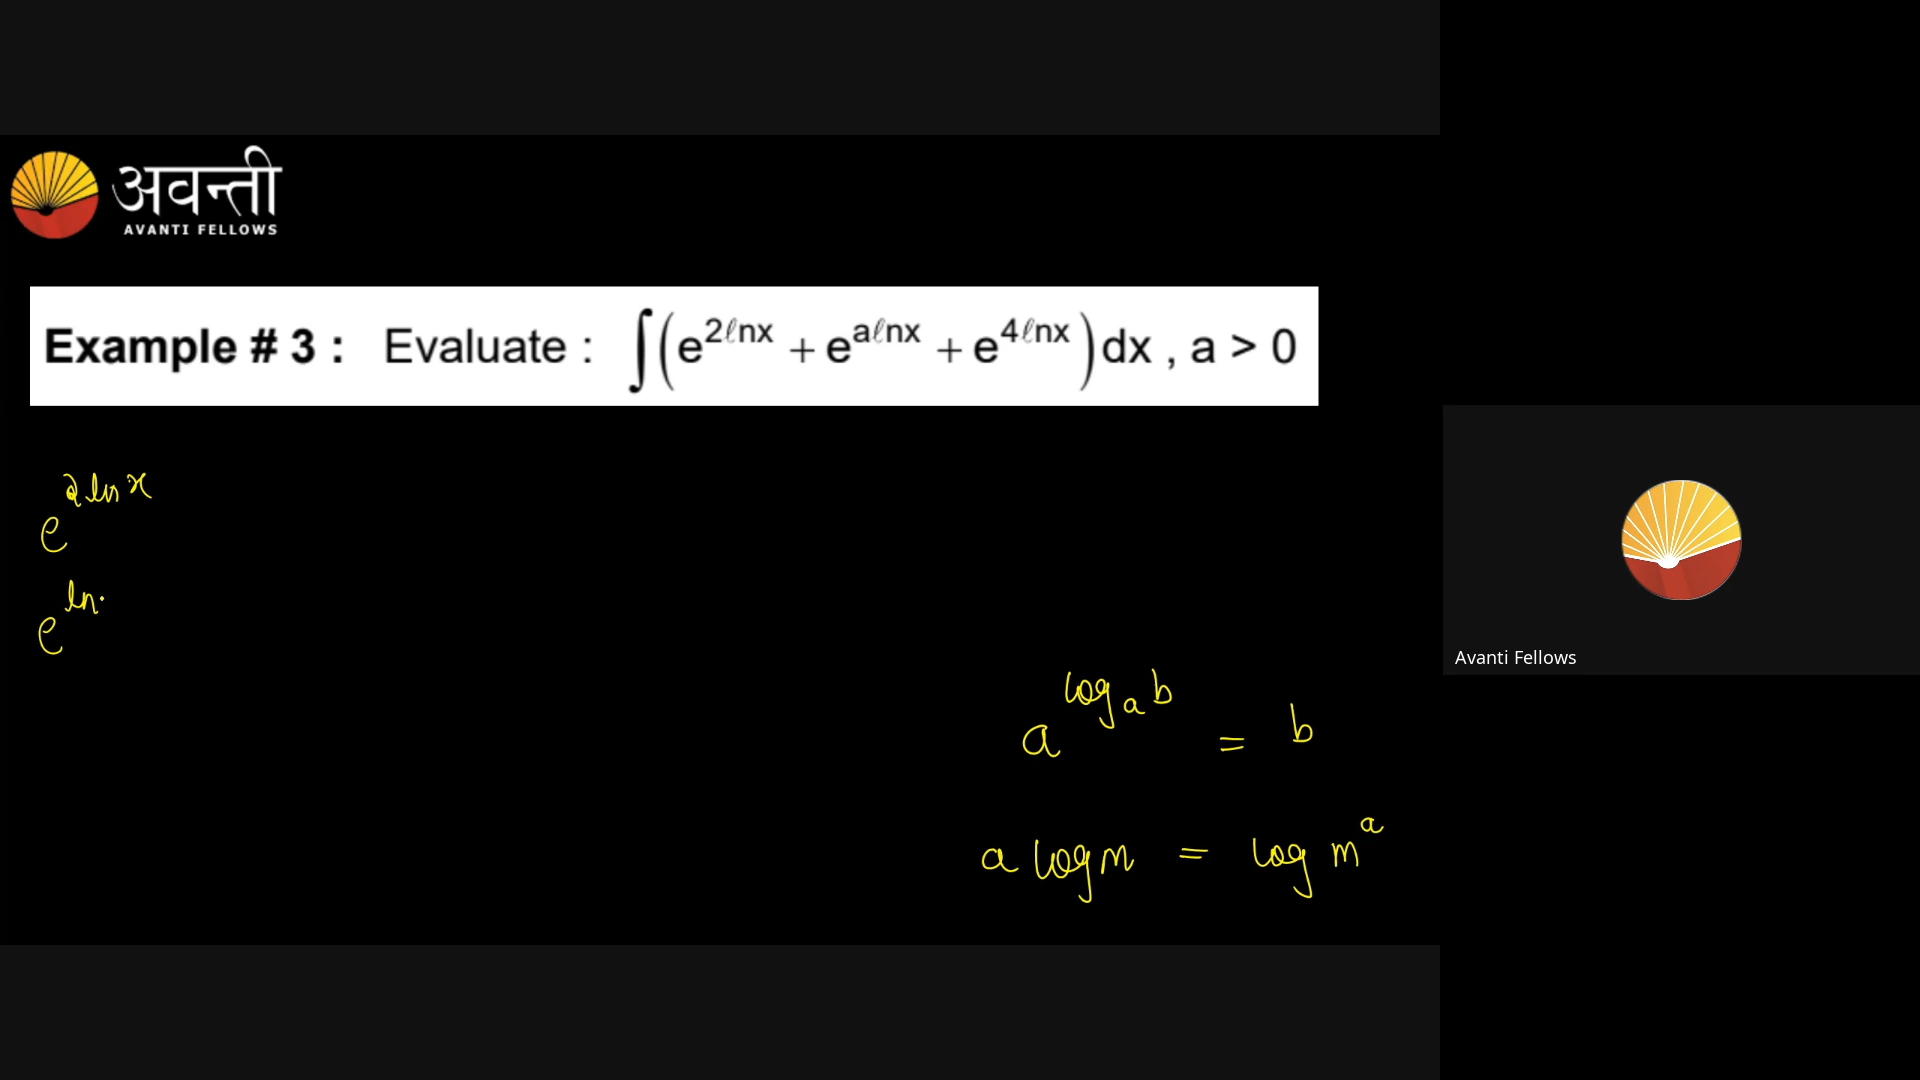 अवन्ती
AVANTI FELLOWS
Example # 3 : Evaluate : ∫(e^{2ℓnx} + e^{aℓnx} + e^{4ℓnx})dx , a > 0
e^{2 ln x}
e^{ln.}
a^{log_a b} = b
a log m = log m^a
Avanti Fellows